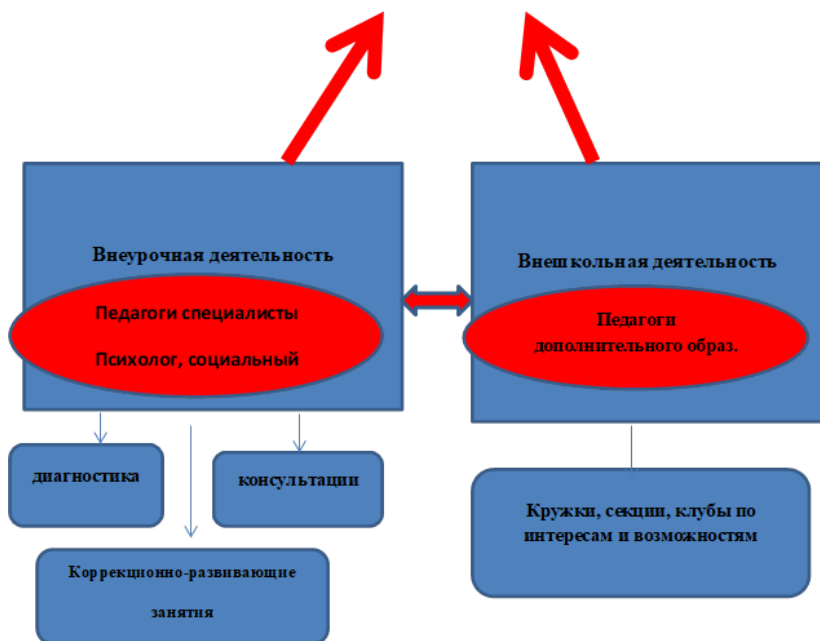 Внеурочная деятельность
Педагоги специалисты
Психолог, социальный
Внешкольная деятельность
Педагоги
дополнительного образ.
диагностика
консультации
Коррекционно-развивающие
занятия
Кружки, секции, клубы по
интересам и возможностям